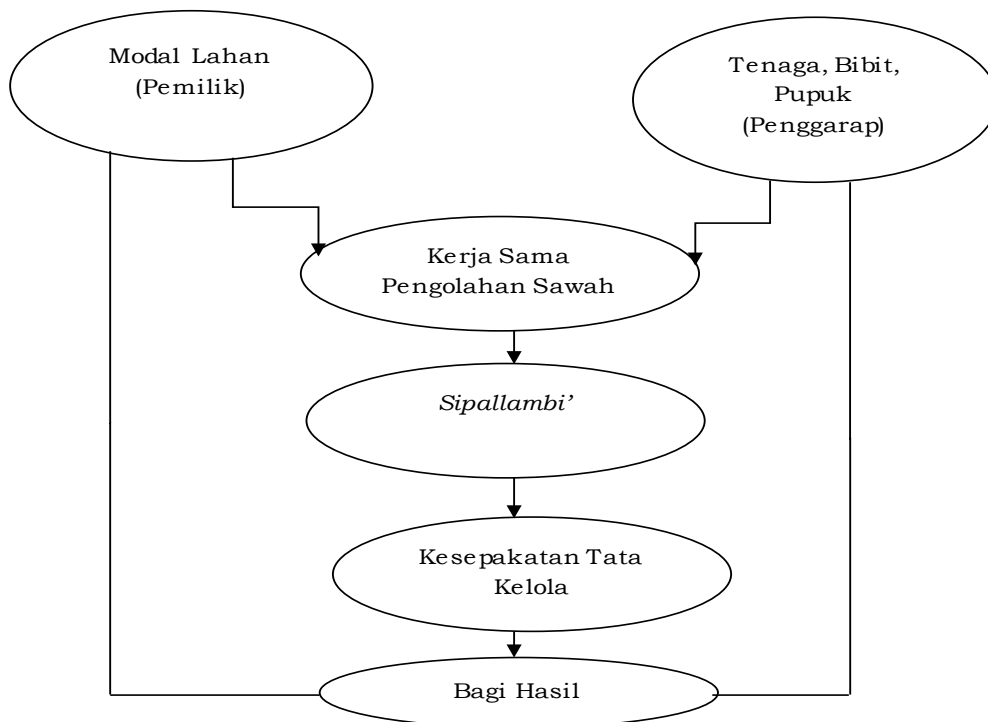 Modal Lahan
(Pemilik)
Tenaga, Bibit,
Pupuk
(Penggarap)
Kerja Sama
Pengolahan Sawah
Sipallambi’
Kesepakatan Tata
Kelola
Bagi Hasil